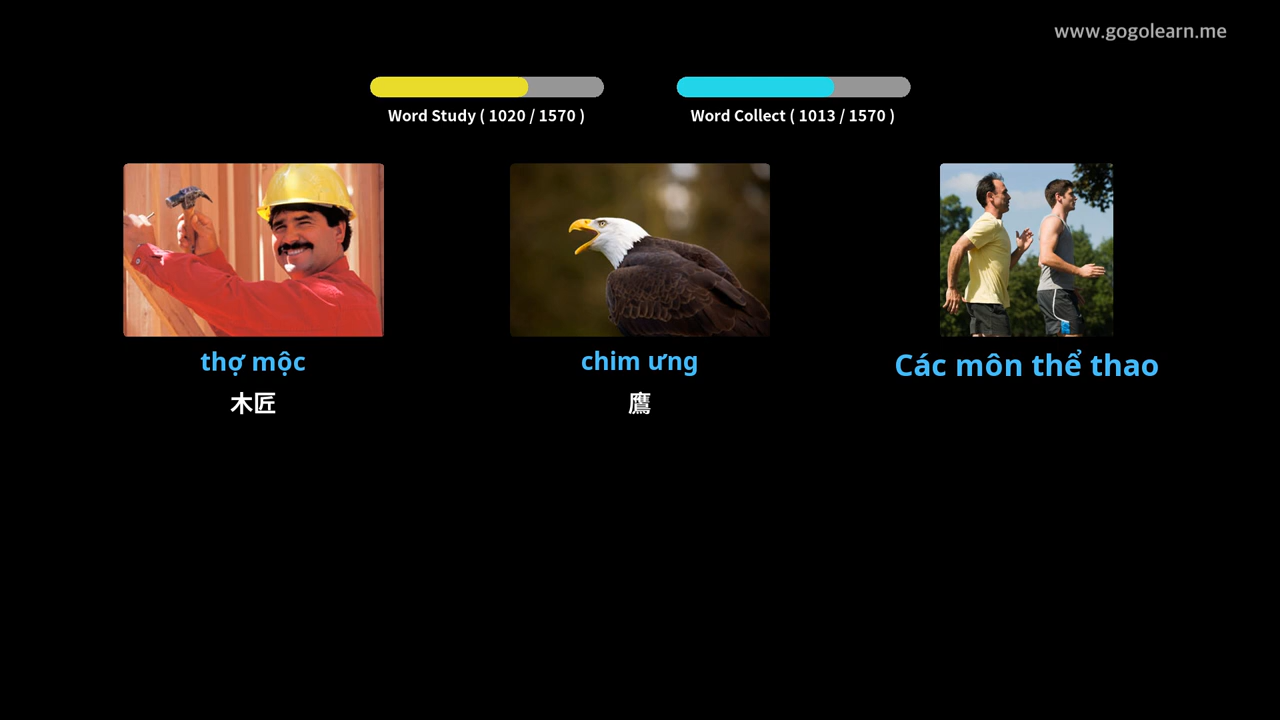 www.gogolearn.me
Word Study ( 1020 / 1570 )
Word Collect ( 1013 / 1570 )
thợ mộc
chim ưng
Các môn thể thao
木匠
鷹